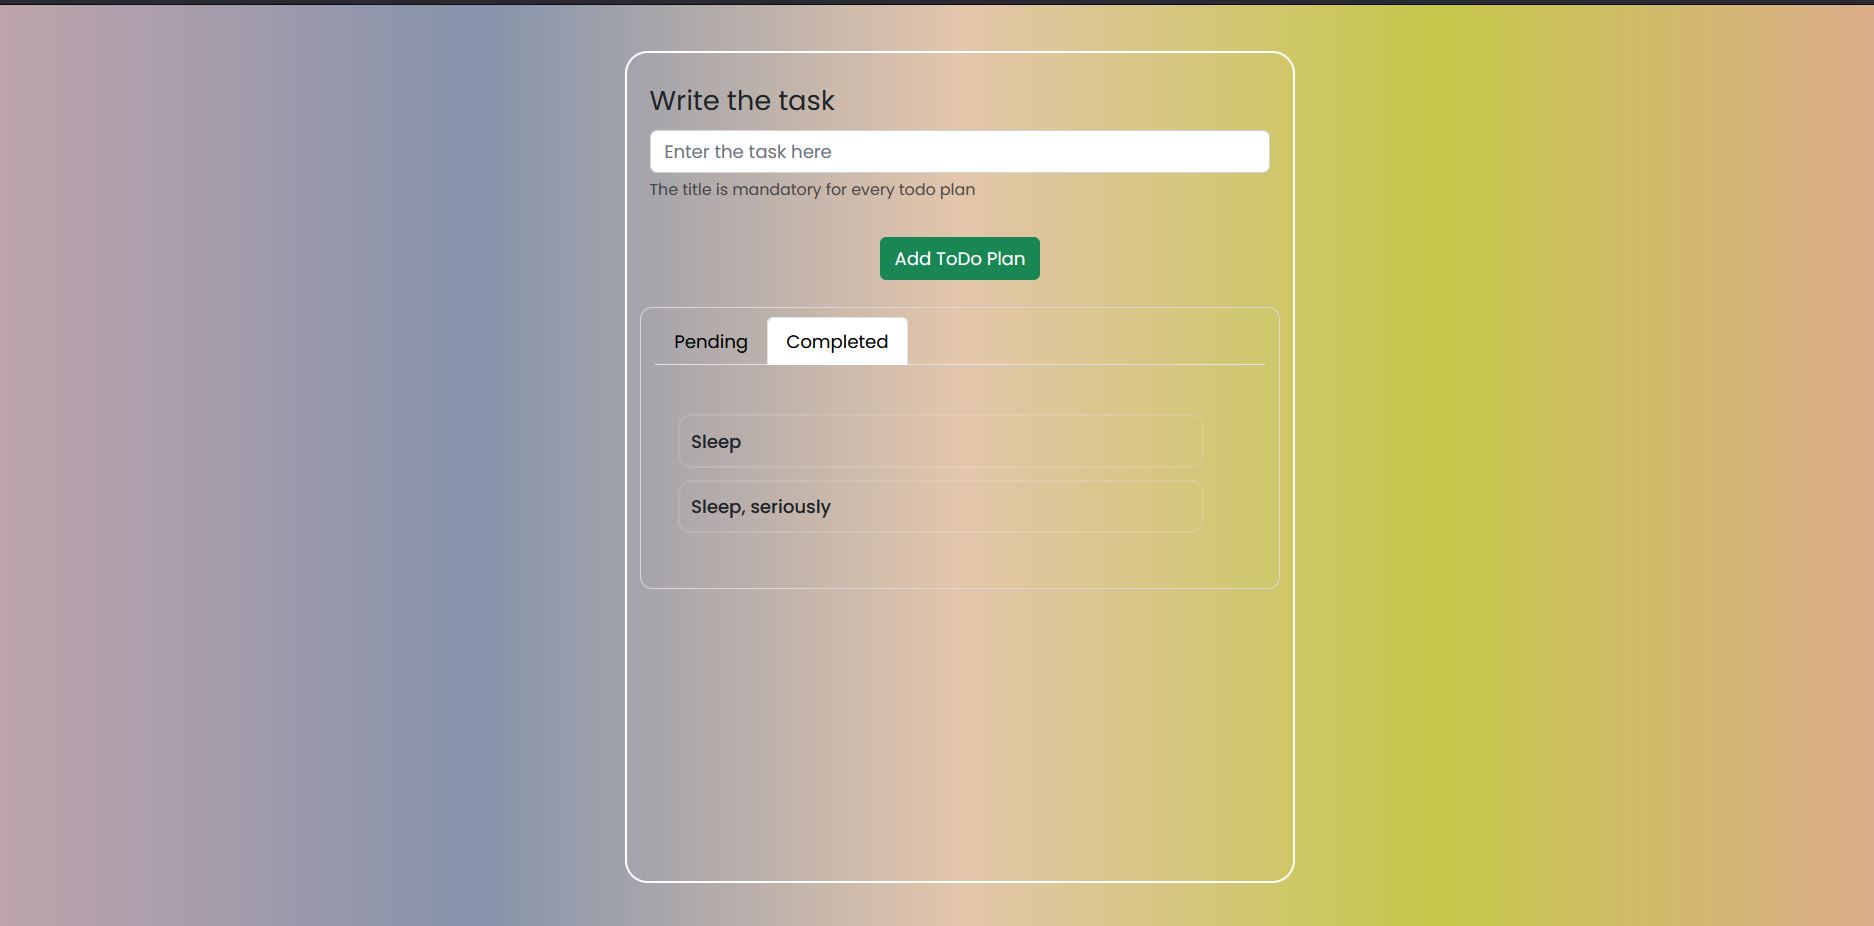 Write the task
Enter the task here
The title is mandatory for every todo plan
Add ToDo Plan
Pending Completed
Sleep
Sleep, seriously